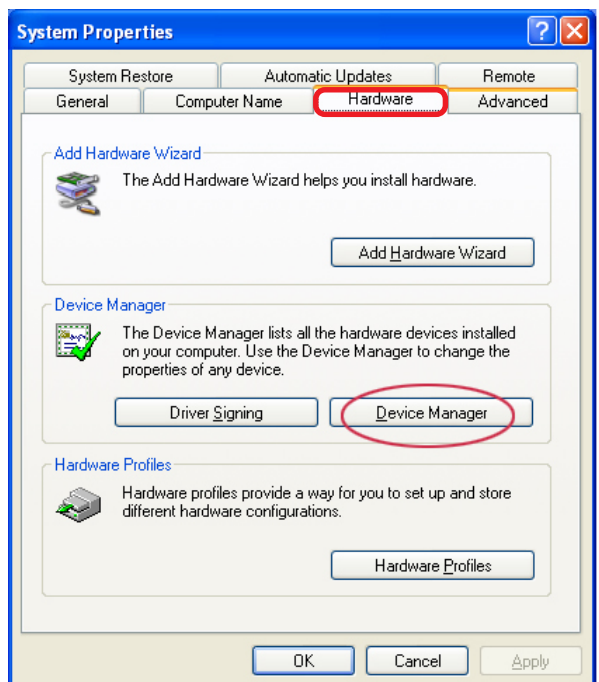 System Properties
System Restore Automatic Updates Remote
General Computer Name Hardware Advanced
Add Hardware Wizard
The Add Hardware Wizard helps you install hardware.
Add Hardware Wizard
Device Manager
The Device Manager lists all the hardware devices installed
on your computer. Use the Device Manager to change the
properties of any device.
Driver Signing Device Manager
Hardware Profiles
Hardware profiles provide a way for you to set up and store
different hardware configurations.
Hardware Profiles
OK Cancel Apply